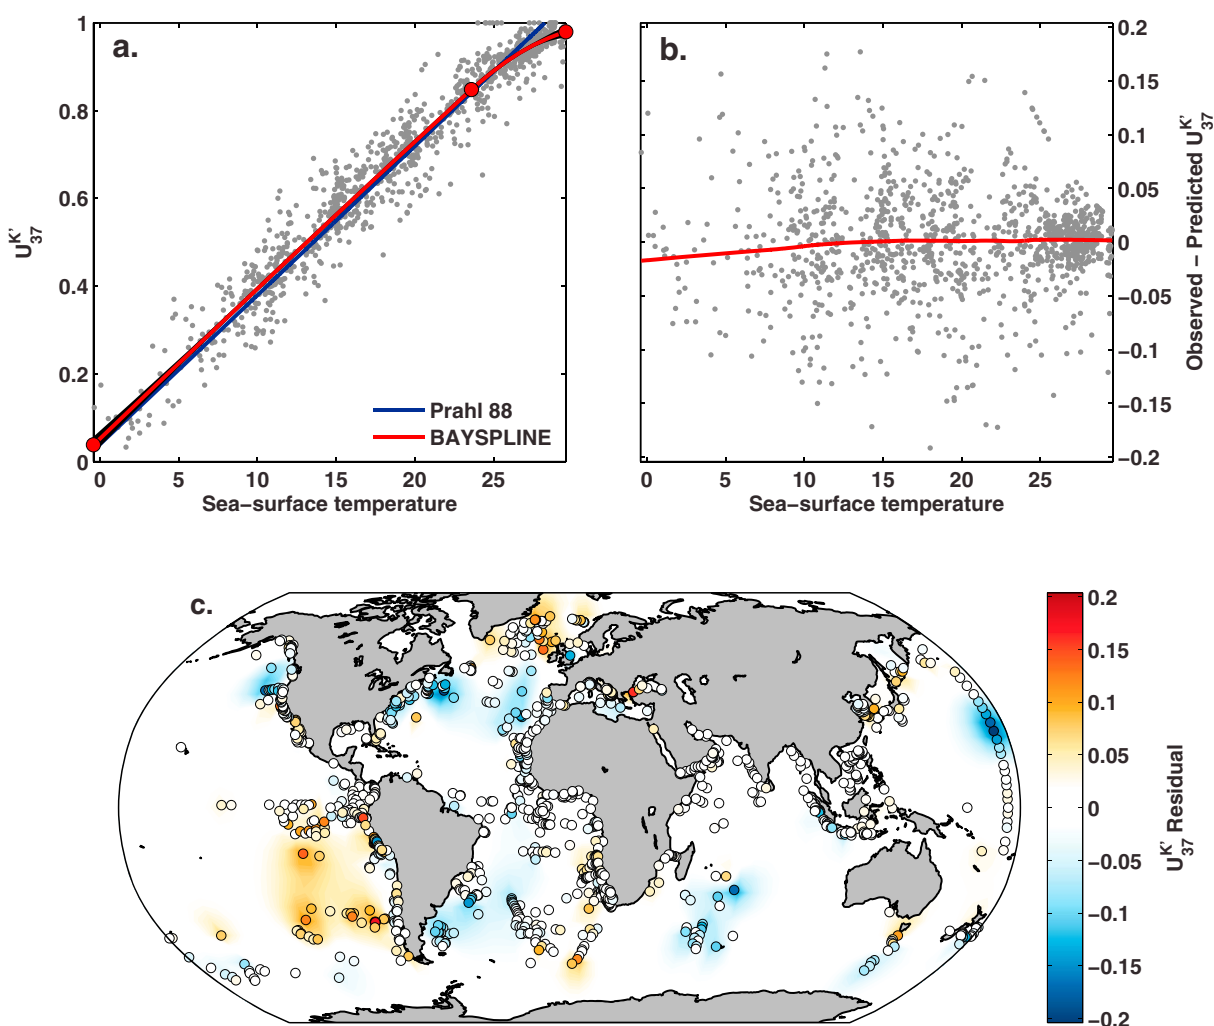 a.
1
0.8
0.6
0.4
0.2
0
U37K'
0 5 10 15 20 25
Sea-surface temperature
Prahl 88
BAYSPLINE
b.
0.2
0.15
0.1
0.05
0
−0.05
−0.1
−0.15
−0.2
Observed − Predicted U37K'
0 5 10 15 20 25
Sea-surface temperature
c.
0.2
0.15
0.1
0.05
0
−0.05
−0.1
−0.15
−0.2
U37K' Residual